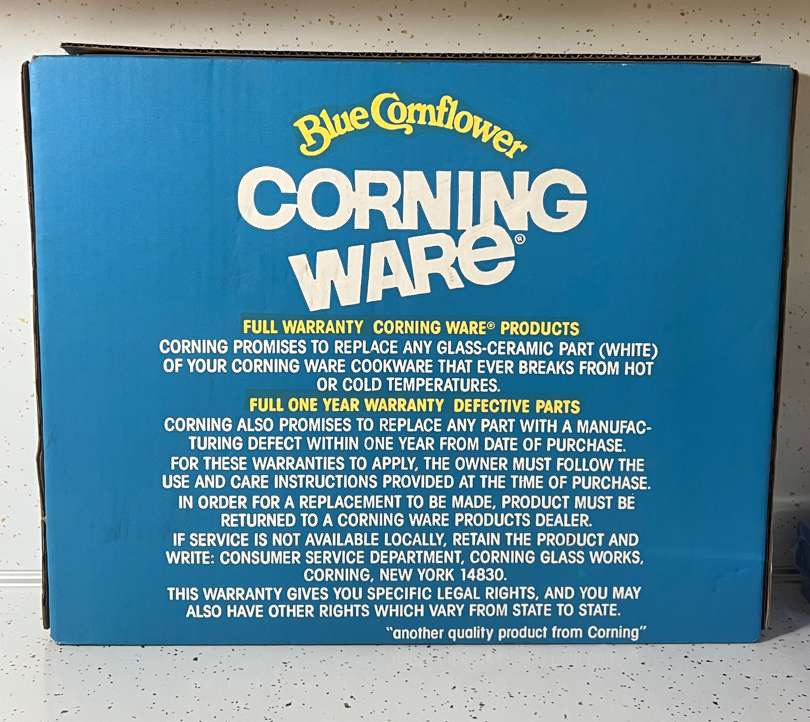 Blue Cornflower
CORNING
WARe®
FULL WARRANTY CORNING WARE® PRODUCTS
CORNING PROMISES TO REPLACE ANY GLASS-CERAMIC PART (WHITE)
OF YOUR CORNING WARE COOKWARE THAT EVER BREAKS FROM HOT
OR COLD TEMPERATURES.
FULL ONE YEAR WARRANTY DEFECTIVE PARTS
CORNING ALSO PROMISES TO REPLACE ANY PART WITH A MANUFAC-
TURING DEFECT WITHIN ONE YEAR FROM DATE OF PURCHASE.
FOR THESE WARRANTIES TO APPLY, THE OWNER MUST FOLLOW THE
USE AND CARE INSTRUCTIONS PROVIDED AT THE TIME OF PURCHASE.
IN ORDER FOR A REPLACEMENT TO BE MADE, PRODUCT MUST BE
RETURNED TO A CORNING WARE PRODUCTS DEALER.
IF SERVICE IS NOT AVAILABLE LOCALLY, RETAIN THE PRODUCT AND
WRITE: CONSUMER SERVICE DEPARTMENT, CORNING GLASS WORKS,
CORNING, NEW YORK 14830.
THIS WARRANTY GIVES YOU SPECIFIC LEGAL RIGHTS, AND YOU MAY
ALSO HAVE OTHER RIGHTS WHICH VARY FROM STATE TO STATE.
"another quality product from Corning"